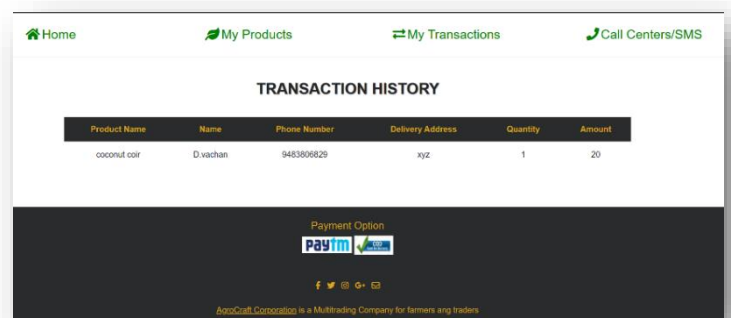 Home My Products My Transactions Call Centers/SMS
TRANSACTION HISTORY
Product Name Name Phone Number Delivery Address Quantity Amount
coconut coir D.vachan 9483806829 xyz 1 20
Payment Option
paytm COD
AgroCraft Corporation is a Multitrading Company for farmers ang traders